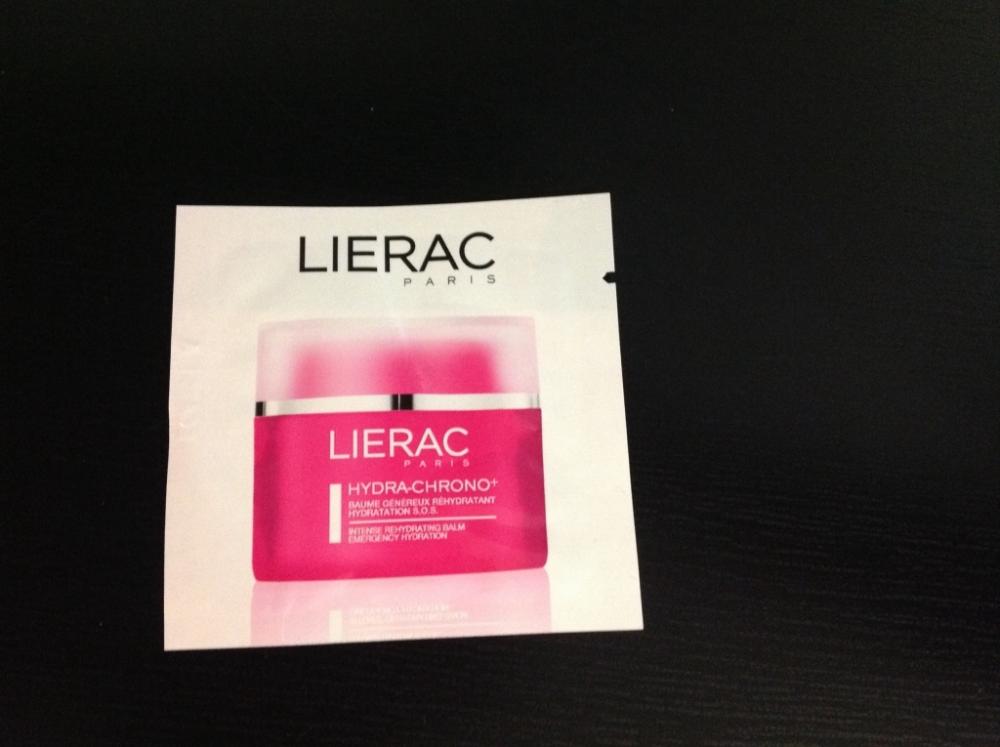 LIERAC
PARIS
LIERAC
PARIS
HYDRA-CHRONO+
BAUME GÉNÉREUX RÉHYDRATANT
HYDRATATION S.O.S.
INTENSE REHYDRATING BALM
EMERGENCY HYDRATION